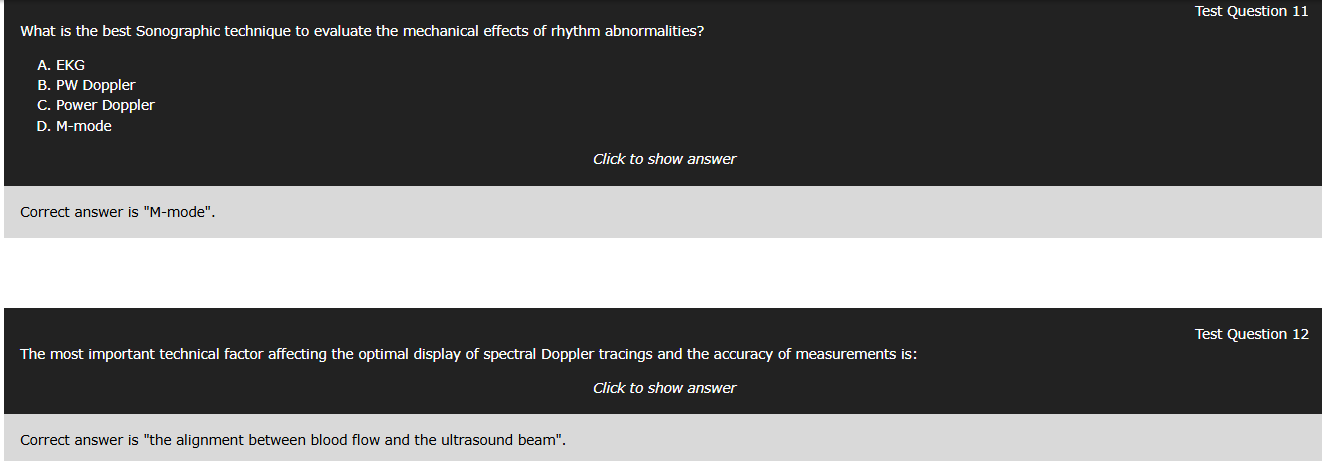 Test Question 11
What is the best Sonographic technique to evaluate the mechanical effects of rhythm abnormalities?
A. EKG
B. PW Doppler
C. Power Doppler
D. M-mode
Click to show answer
Correct answer is "M-mode".
Test Question 12
The most important technical factor affecting the optimal display of spectral Doppler tracings and the accuracy of measurements is:
Click to show answer
Correct answer is "the alignment between blood flow and the ultrasound beam".